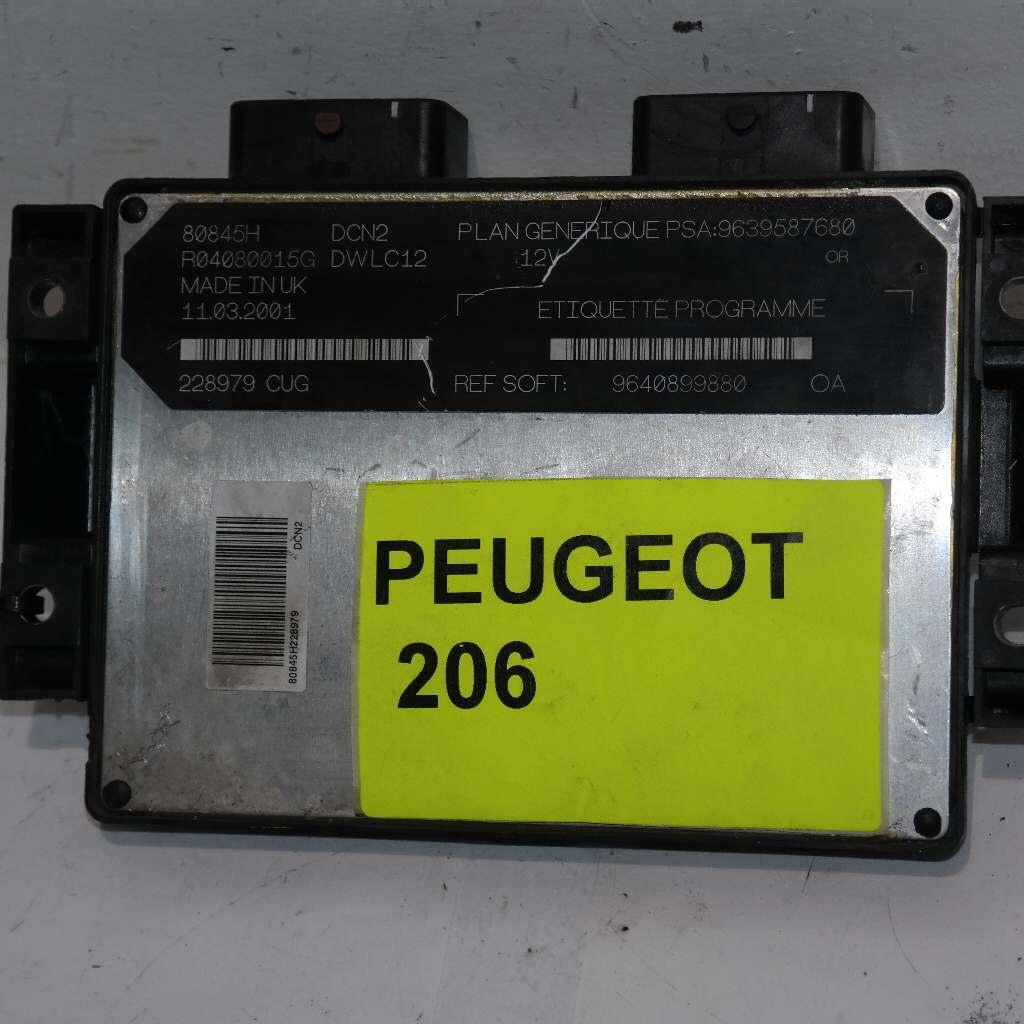 80845H DCN2 PLAN GENERIQUE PSA:9639587680
R04080015G DWLC12 12V OR
MADE IN UK
11.03.2001 ETIQUETTE PROGRAMME
228979 CUG REF SOFT: 9640899880 OA
DCN2
80845H228979
PEUGEOT
206